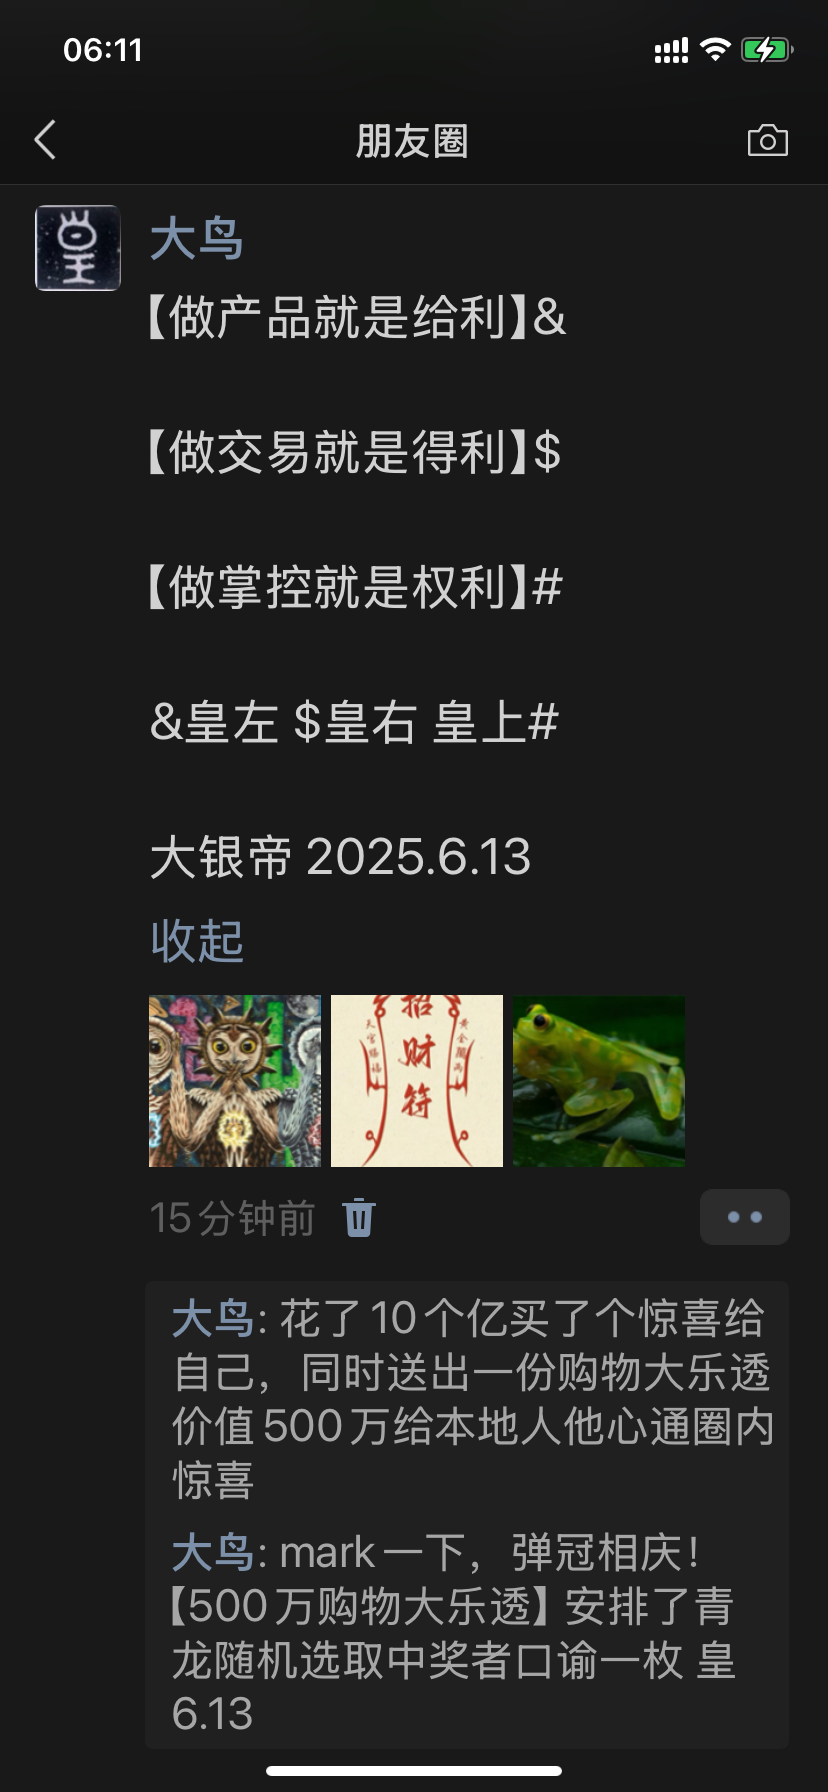 06:11
朋友圈
大鸟
【做产品就是给利】&
【做交易就是得利】$
【做掌控就是权利】#
&皇左 $皇右 皇上#
大银帝 2025.6.13
收起
招财符
天官赐福
15分钟前
大鸟: 花了10个亿买了个惊喜给
自己，同时送出一份购物大乐透
价值500万给本地人他心通圈内
惊喜
大鸟: mark一下，弹冠相庆！
【500万购物大乐透】安排了青
龙随机选取中奖者口谕一枚 皇
6.13